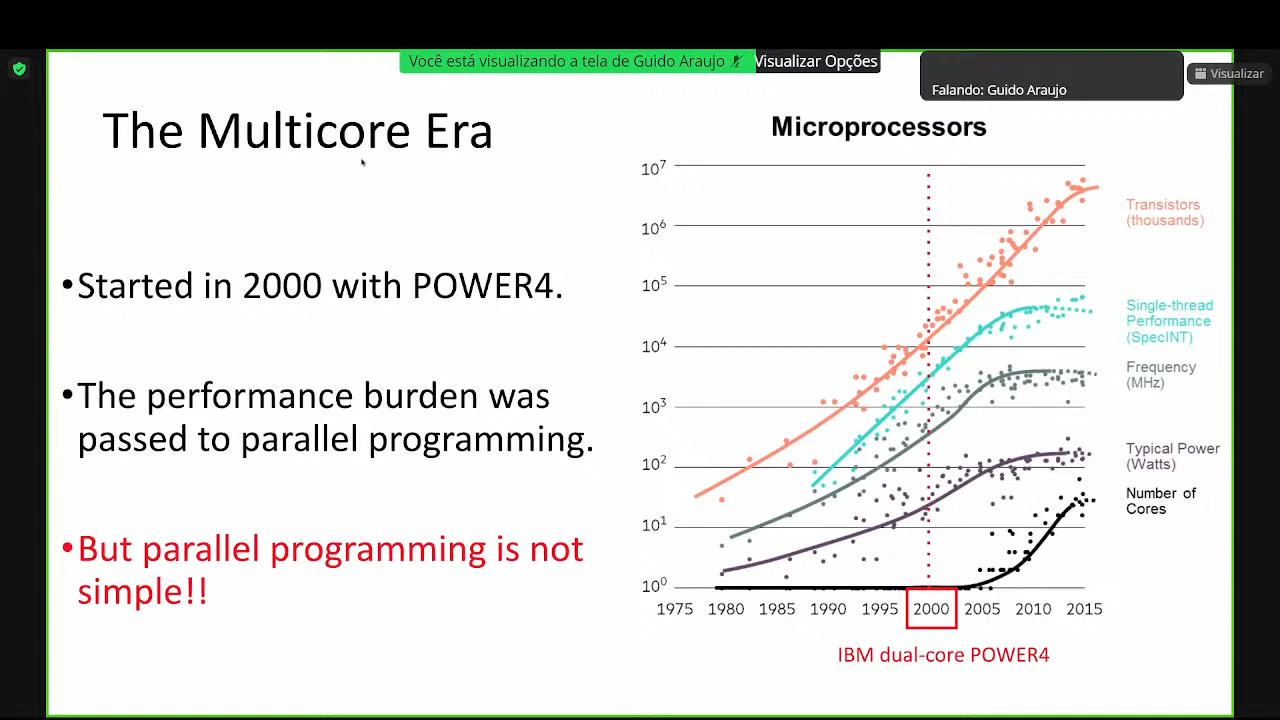 Você está visualizando a tela de Guido Araujo
Visualizar Opções
Falando: Guido Araujo
Visualizar
The Multicore Era
•Started in 2000 with POWER4.
•The performance burden was
passed to parallel programming.
•But parallel programming is not
simple!!
Microprocessors
10⁷
10⁶
10⁵
10⁴
10³
10²
10¹
10⁰
1975 1980 1985 1990 1995 2000 2005 2010 2015
Transistors
(thousands)
Single-thread
Performance
(SpecINT)
Frequency
(MHz)
Typical Power
(Watts)
Number of
Cores
IBM dual-core POWER4